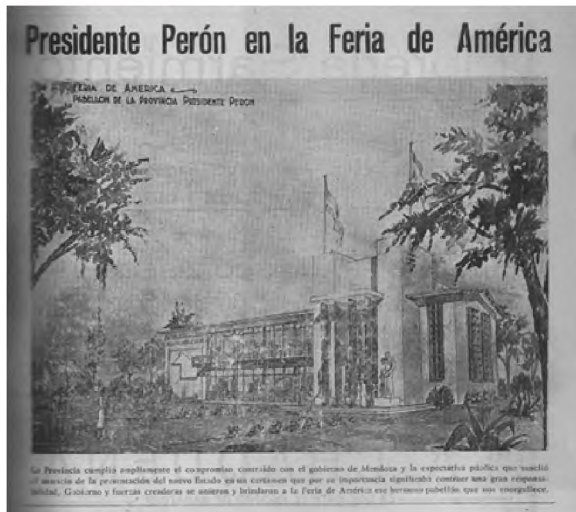 Presidente Perón en la Feria de América
FERIA DE AMERICA
PABELLON DE LA PROVINCIA PRESIDENTE PERON
La Provincia cumplió ampliamente el compromiso contraído con el gobierno de Mendoza y la expectativa pública que suscitó
el anuncio de la presentación del nuevo Estado en un certamen que por su importancia significaba contraer una gran responsa-
bilidad. Gobierno y fuerzas creadoras se unieron y brindaron a la Feria de América ese hermoso pabellón que nos enorgullece.